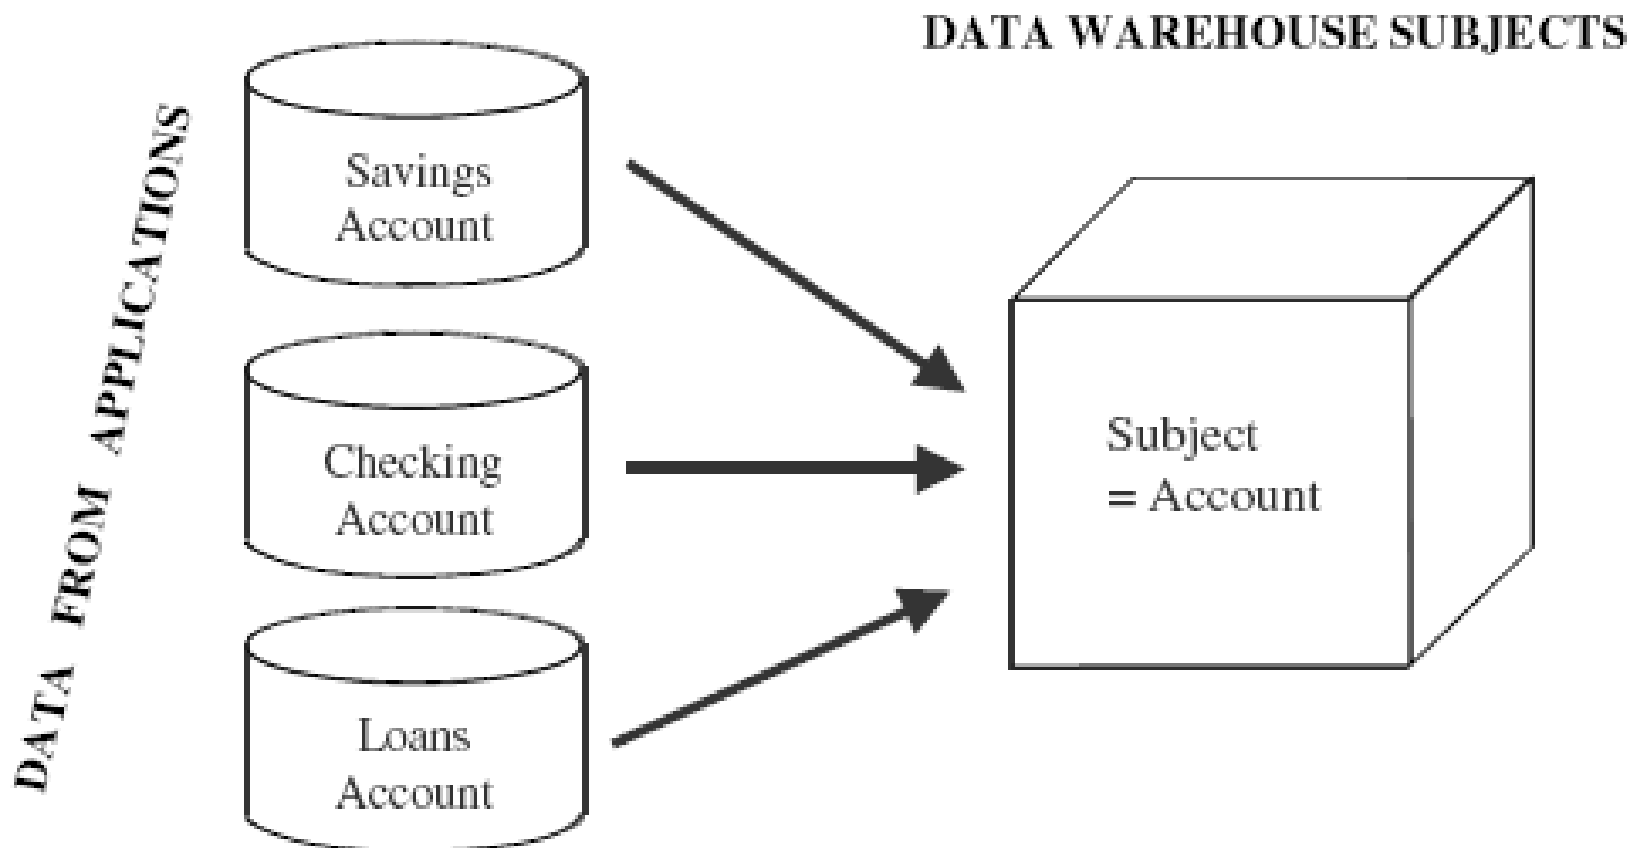 DATA WAREHOUSE SUBJECTS
DATA FROM APPLICATIONS
Savings
Account
Checking
Account
Loans
Account
Subject
= Account